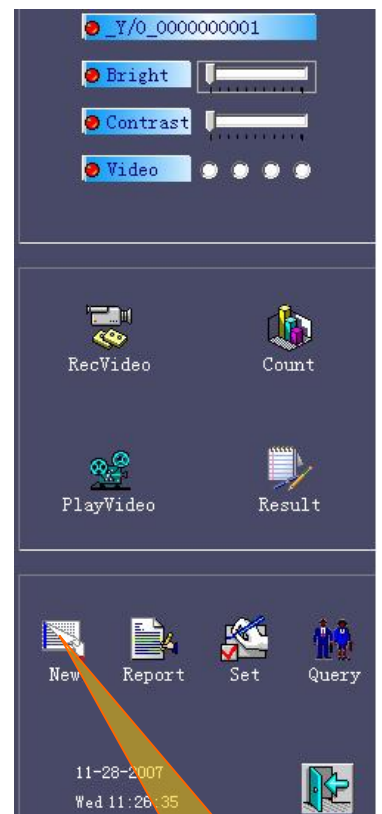 _Y/0_0000000001
Bright
Contrast
Video
RecVideo Count
PlayVideo Result
New Report Set Query
11-28-2007
Wed 11:26:35